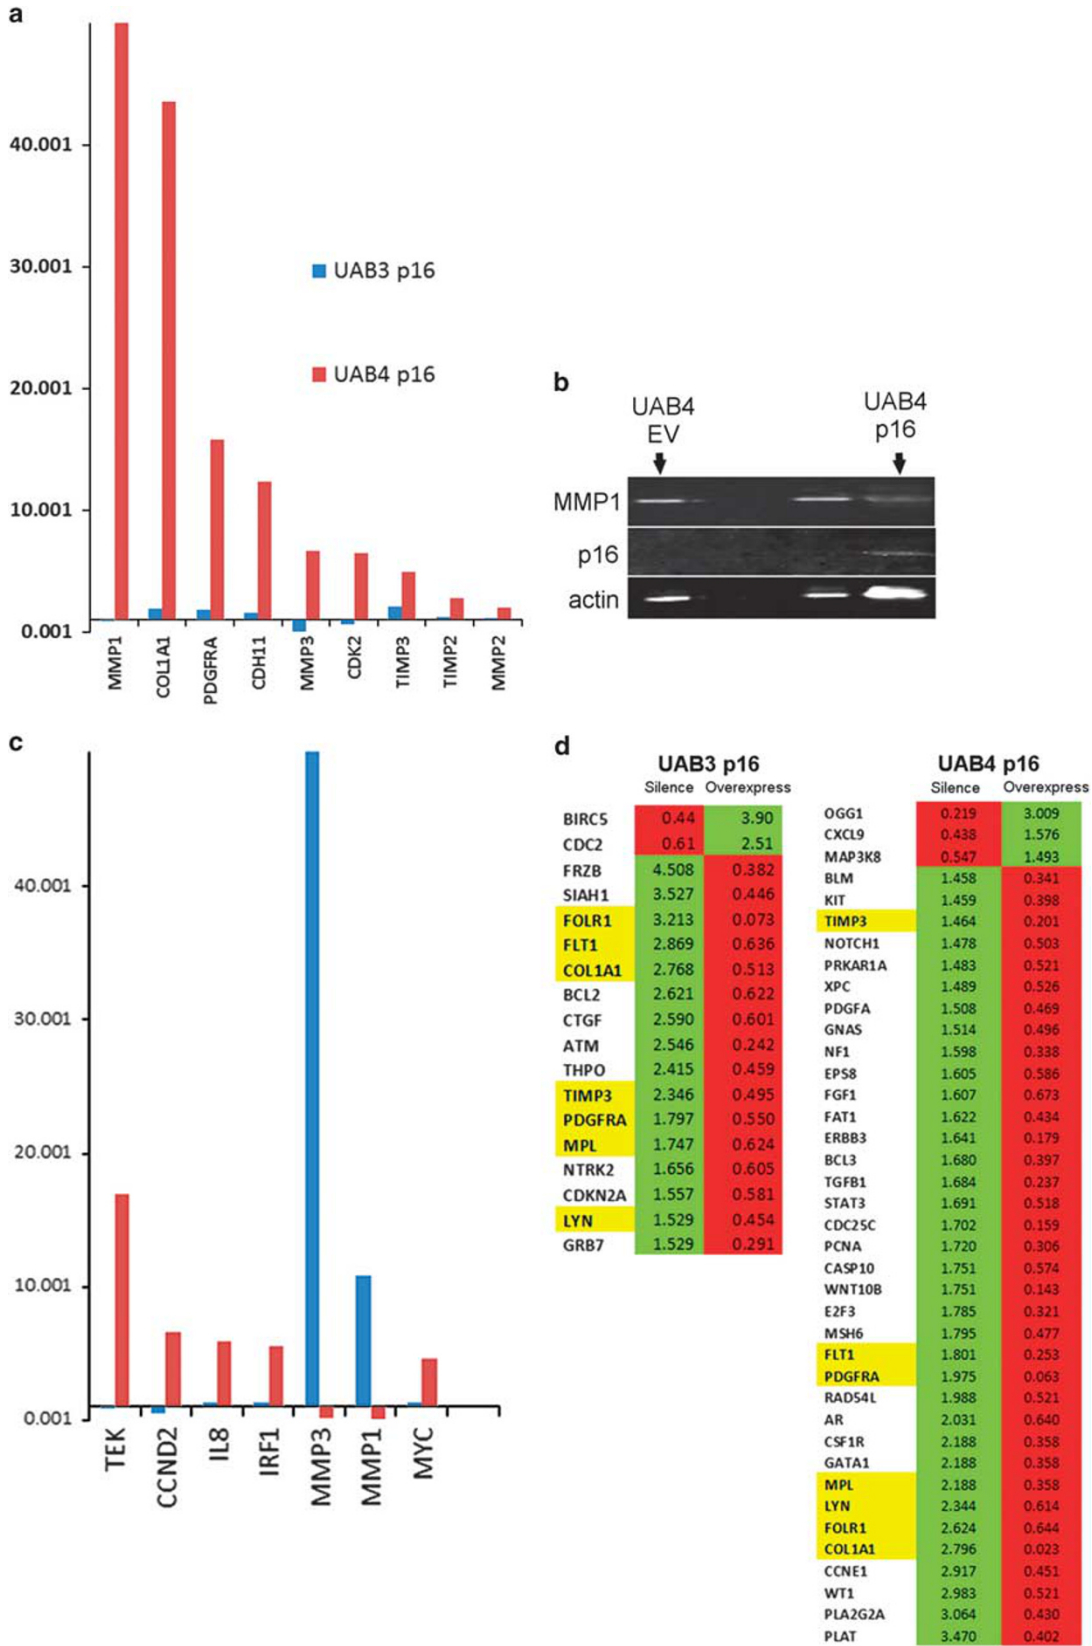 a
40.001
30.001
20.001
10.001
0.001
UAB3 p16
UAB4 p16
MMP1
COL1A1
PDGFRA
CDH11
MMP3
CDK2
TIMP3
TIMP2
MMP2
b
UAB4 EV
UAB4 p16
MMP1
p16
actin
c
40.001
30.001
20.001
10.001
0.001
TEK
CCND2
IL8
IRF1
MMP3
MMP1
MYC
d
UAB3 p16
Silence Overexpress
BIRC5 0.44 3.90
CDC2 0.61 2.51
FRZB 4.508 0.382
SIAH1 3.527 0.446
FOLR1 3.213 0.073
FLT1 2.869 0.636
COL1A1 2.768 0.513
BCL2 2.621 0.622
CTGF 2.590 0.601
ATM 2.546 0.242
THPO 2.415 0.459
TIMP3 2.346 0.495
PDGFRA 1.797 0.550
MPL 1.747 0.624
NTRK2 1.656 0.605
CDKN2A 1.557 0.581
LYN 1.529 0.454
GRB7 1.529 0.291
UAB4 p16
Silence Overexpress
OGG1 0.219 3.009
CXCL9 0.438 1.576
MAP3K8 0.547 1.493
BLM 1.458 0.341
KIT 1.459 0.398
TIMP3 1.464 0.201
NOTCH1 1.478 0.503
PRKAR1A 1.483 0.521
XPC 1.489 0.526
PDGFA 1.508 0.469
GNAS 1.514 0.496
NF1 1.598 0.338
EPS8 1.605 0.586
FGF1 1.607 0.673
FAT1 1.622 0.434
ERBB3 1.641 0.179
BCL3 1.680 0.397
TGFB1 1.684 0.237
STAT3 1.691 0.518
CDC25C 1.702 0.159
PCNA 1.720 0.306
CASP10 1.751 0.574
WNT10B 1.751 0.143
E2F3 1.785 0.321
MSH6 1.795 0.477
FLT1 1.801 0.253
PDGFRA 1.975 0.063
RAD54L 1.988 0.521
AR 2.031 0.640
CSF1R 2.188 0.358
GATA1 2.188 0.358
MPL 2.188 0.358
LYN 2.344 0.614
FOLR1 2.624 0.644
COL1A1 2.796 0.023
CCNE1 2.917 0.451
WT1 2.983 0.521
PLA2G2A 3.064 0.430
PLAT 3.470 0.402